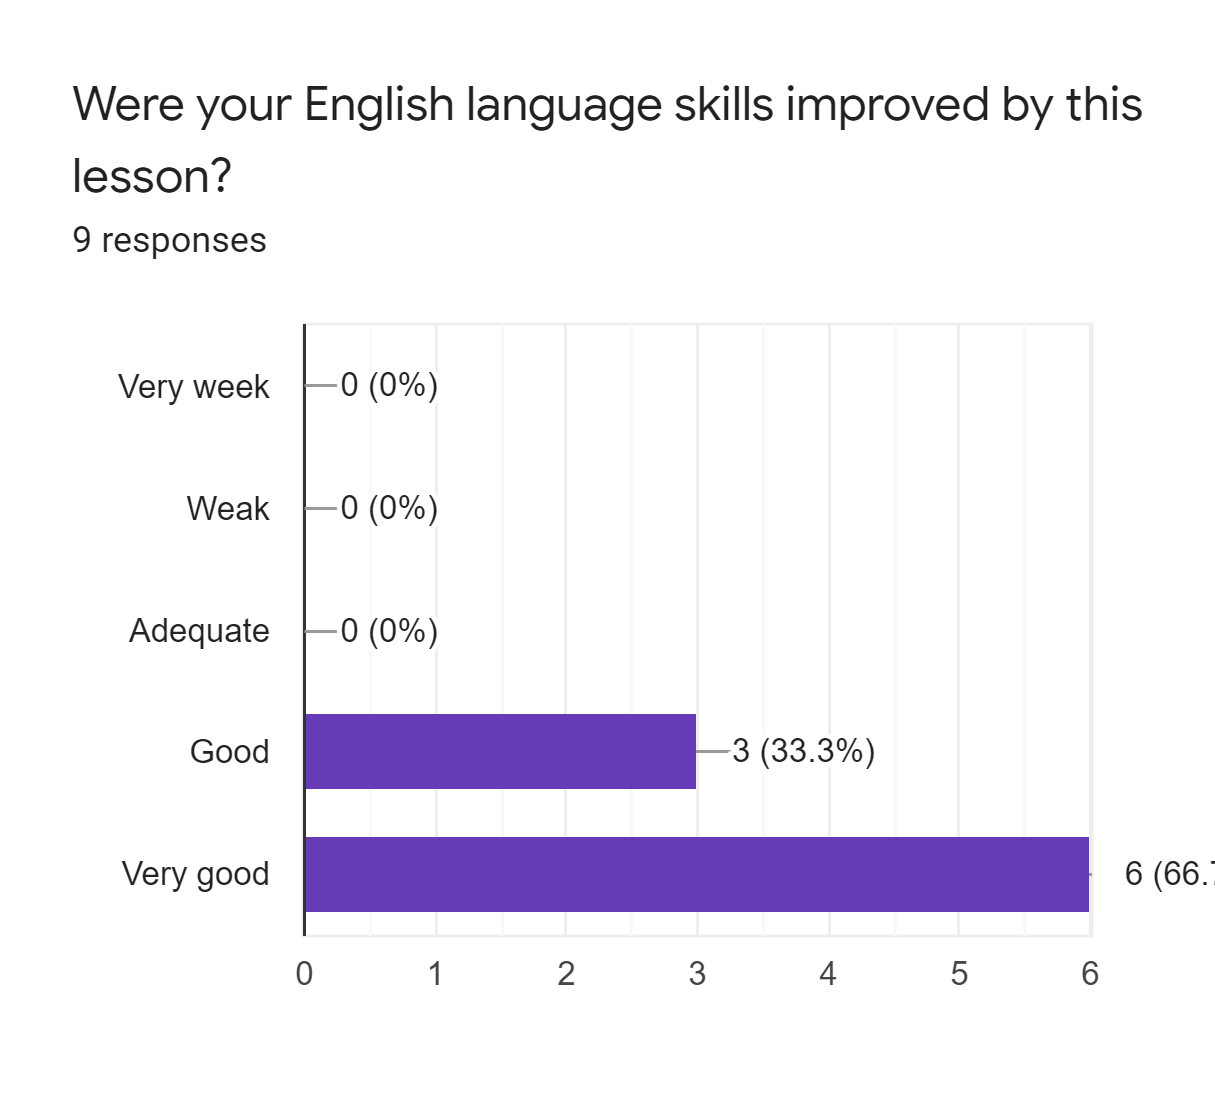 Were your English language skills improved by this
lesson?
9 responses
Very week 0 (0%)
Weak 0 (0%)
Adequate 0 (0%)
Good 3 (33.3%)
Very good 6 (66.7
0 1 2 3 4 5 6